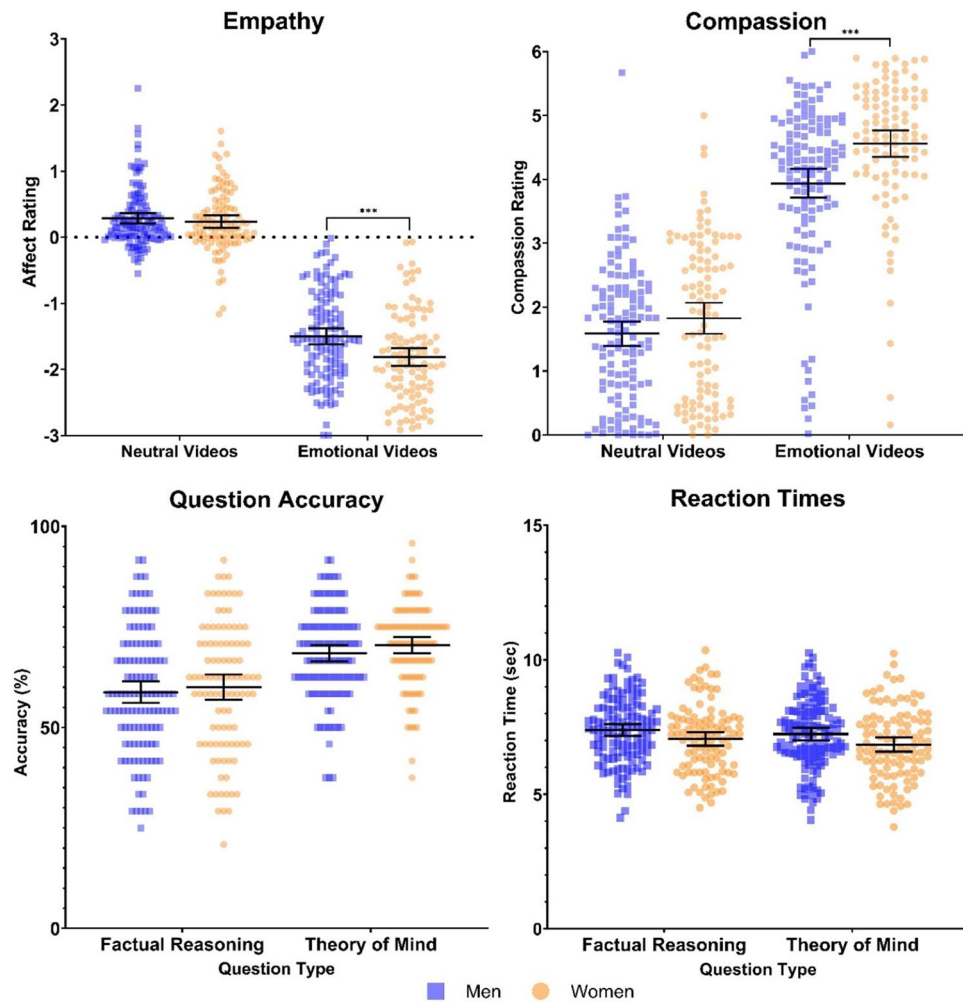 Empathy
Affect Rating
3
2
1
0
-1
-2
-3
***
Neutral Videos Emotional Videos
Compassion
Compassion Rating
6
5
4
3
2
1
0
***
Neutral Videos Emotional Videos
Question Accuracy
Accuracy (%)
100
50
0
Factual Reasoning Theory of Mind
Question Type
Reaction Times
Reaction Time (sec)
15
10
5
0
Factual Reasoning Theory of Mind
Question Type
Men Women